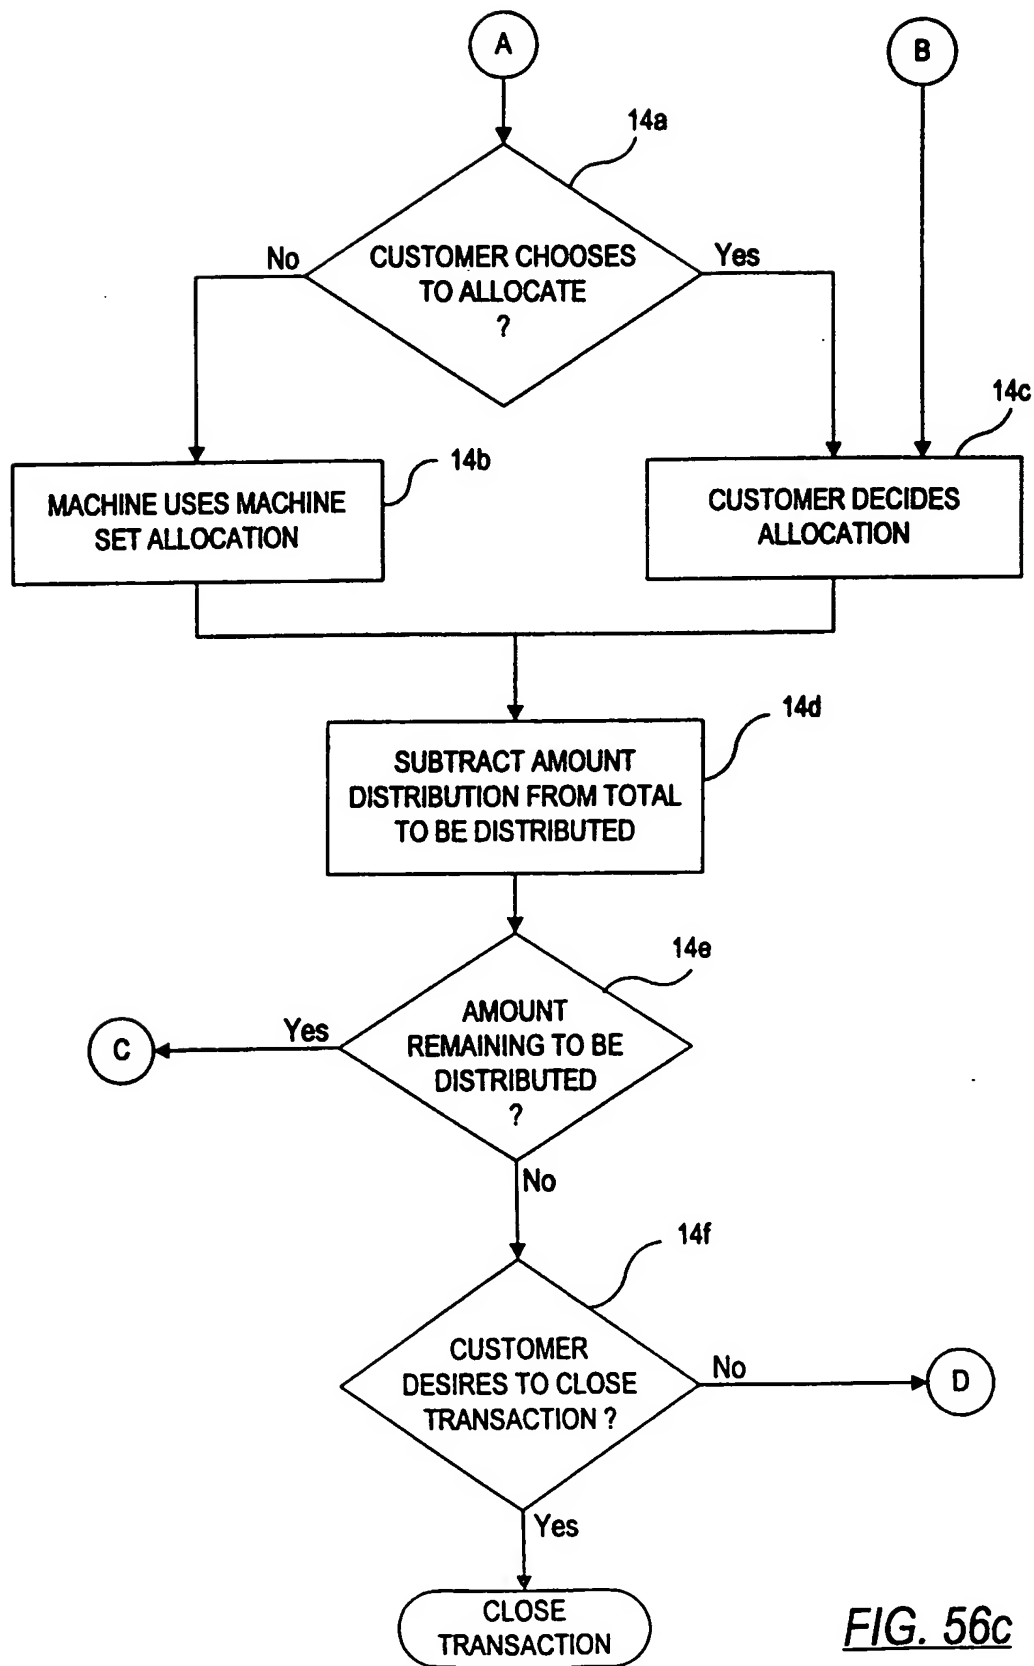 A
B
14a
No
CUSTOMER CHOOSES
TO ALLOCATE
?
Yes
14c
14b
MACHINE USES MACHINE
SET ALLOCATION
CUSTOMER DECIDES
ALLOCATION
14d
SUBTRACT AMOUNT
DISTRIBUTION FROM TOTAL
TO BE DISTRIBUTED
14e
C
Yes
AMOUNT
REMAINING TO BE
DISTRIBUTED
?
No
14f
CUSTOMER
DESIRES TO CLOSE
TRANSACTION ?
No
D
Yes
CLOSE
TRANSACTION
FIG. 56c